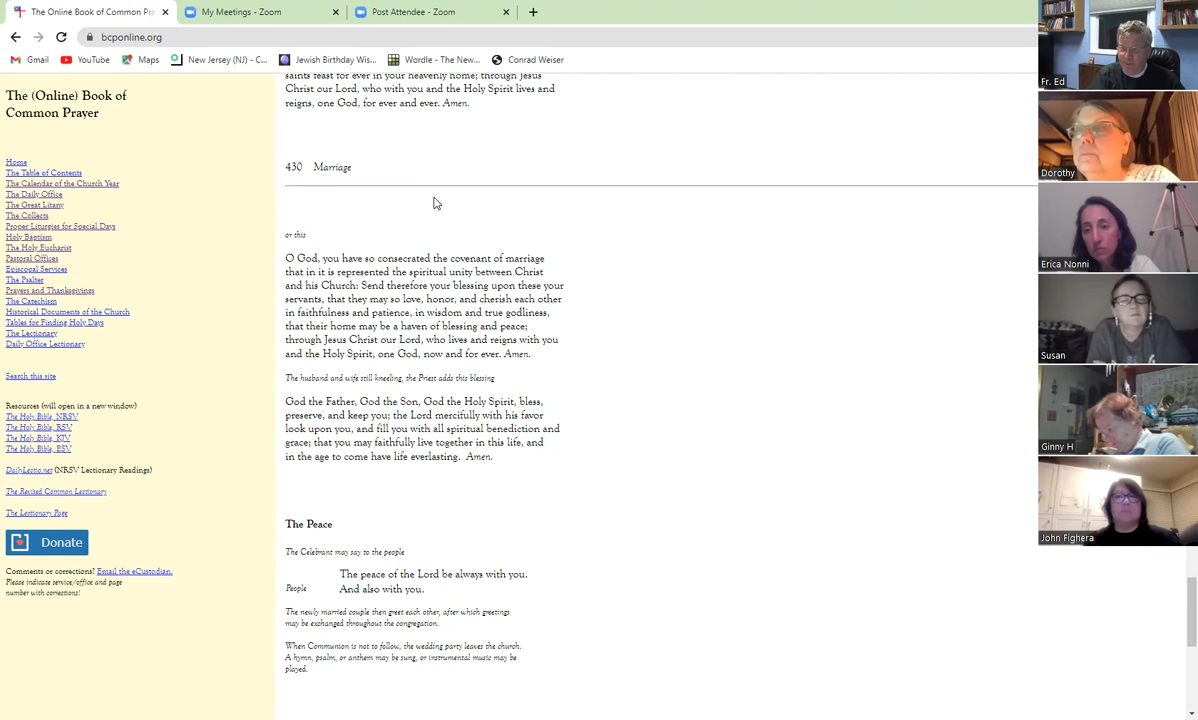 The Online Book of Common Pra
My Meetings - Zoom
Post Attendee - Zoom
bcponline.org
Gmail
YouTube
Maps
New Jersey (NJ) - C...
Jewish Birthday Wis...
Wordle - The New...
Conrad Weiser
The (Online) Book of
Common Prayer
Home
The Table of Contents
The Calendar of the Church Year
The Daily Office
The Great Litany
The Collects
Proper Liturgies for Special Days
Holy Baptism
The Holy Eucharist
Pastoral Offices
Episcopal Services
The Psalter
Prayers and Thanksgivings
The Catechism
Historical Documents of the Church
Tables for Finding Holy Days
The Lectionary
Daily Office Lectionary
Search this site
Resources (will open in a new window)
The Holy Bible, NRSV
The Holy Bible, RSV
The Holy Bible, KJV
The Holy Bible, ESV
DailyLectio.net (NRSV Lectionary Readings)
The Revised Common Lectionary
The Lectionary Page
Donate
Comments or corrections? Email the eCustodian.
Please indicate service/office and page
number with corrections!
saints feast for ever in your heavenly home; through Jesus
Christ our Lord, who with you and the Holy Spirit lives and
reigns, one God, for ever and ever. Amen.
430 Marriage
or this
O God, you have so consecrated the covenant of marriage
that in it is represented the spiritual unity between Christ
and his Church: Send therefore your blessing upon these your
servants, that they may so love, honor, and cherish each other
in faithfulness and patience, in wisdom and true godliness,
that their home may be a haven of blessing and peace;
through Jesus Christ our Lord, who lives and reigns with you
and the Holy Spirit, one God, now and for ever. Amen.
The husband and wife still kneeling, the Priest adds this blessing
God the Father, God the Son, God the Holy Spirit, bless,
preserve, and keep you; the Lord mercifully with his favor
look upon you, and fill you with all spiritual benediction and
grace; that you may faithfully live together in this life, and
in the age to come have life everlasting. Amen.
The Peace
The Celebrant may say to the people
The peace of the Lord be always with you.
People And also with you.
The newly married couple then greet each other, after which greetings
may be exchanged throughout the congregation.
When Communion is not to follow, the wedding party leaves the church.
A hymn, psalm, or anthem may be sung, or instrumental music may be
played.
Fr. Ed
Dorothy
Erica Nonni
Susan
Ginny H
John Fighera